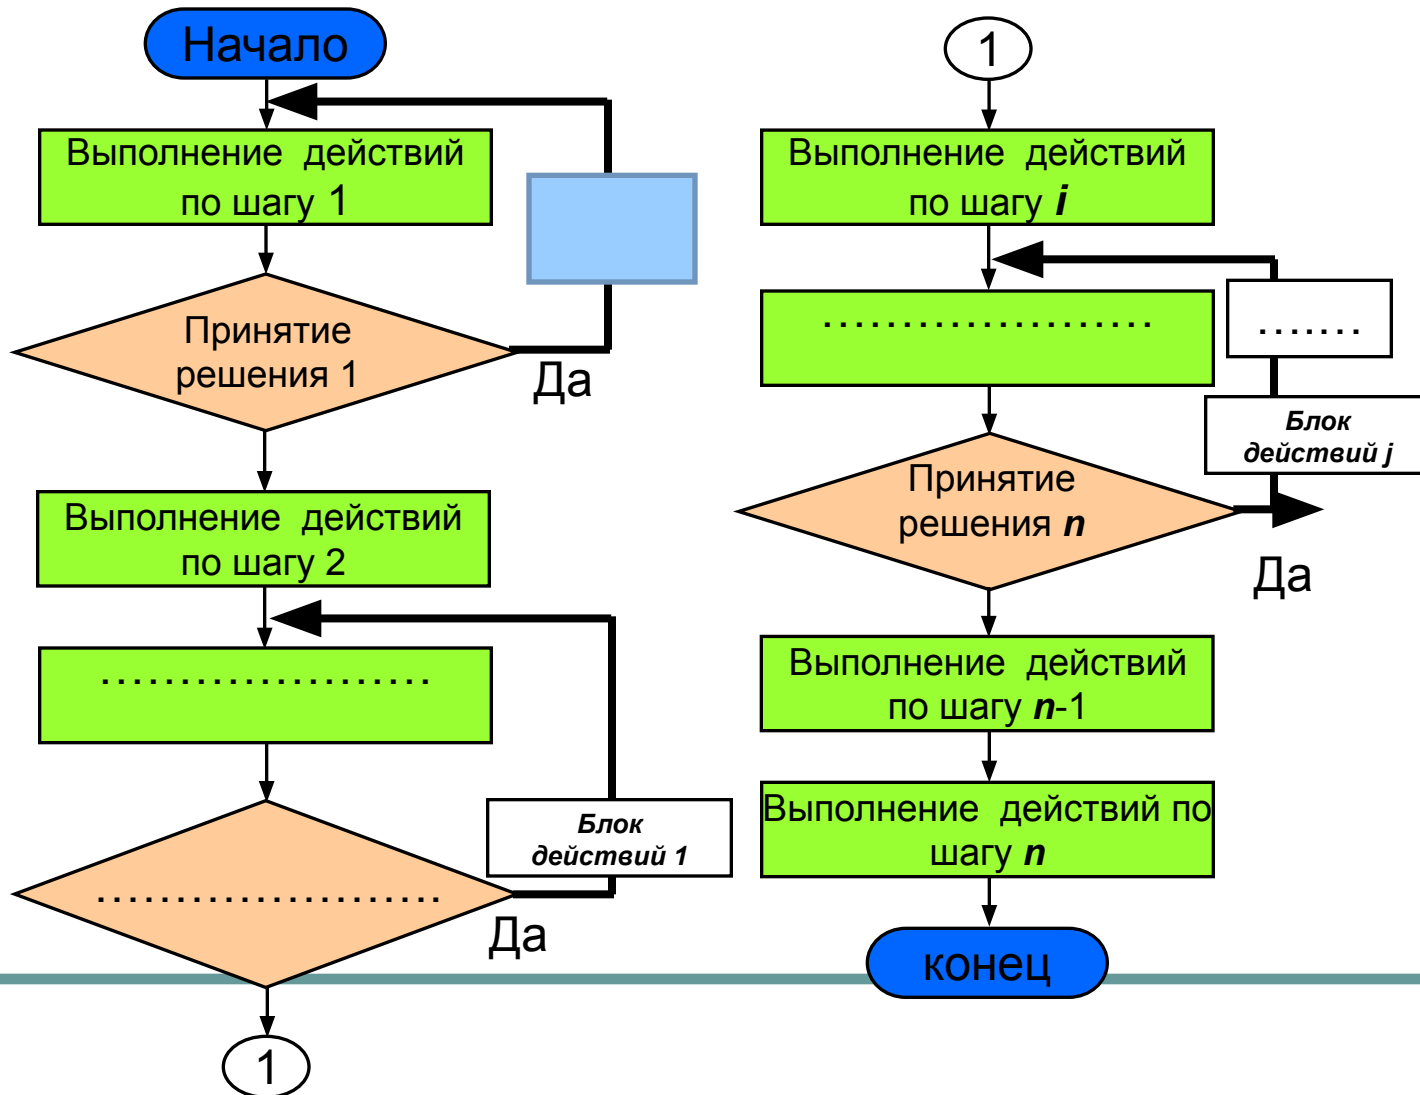 Начало
Выполнение действий
по шагу 1
Принятие
решения 1
Да
Выполнение действий
по шагу 2
.....................
Блок
действий 1
......................
Да
1
1
Выполнение действий
по шагу i
.....................
.......
Блок
действий j
Принятие
решения n
Да
Выполнение действий
по шагу n-1
Выполнение действий по
шагу n
конец